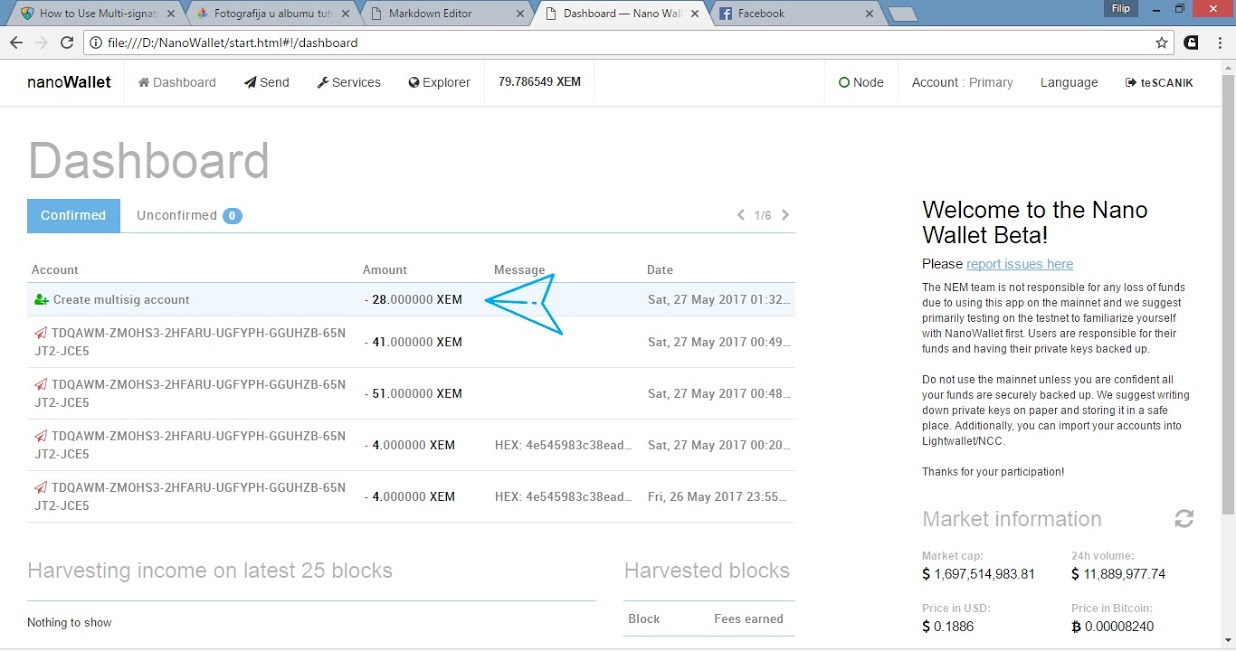 How to Use Multi-signat
Fotografija u albumu tut
Markdown Editor
Dashboard — Nano Wall
Facebook
Filip
file:///D:/NanoWallet/start.html#!/dashboard
nanoWallet
Dashboard
Send
Services
Explorer
79.786549 XEM
Node
Account : Primary
Language
teSCANIK
Dashboard
Confirmed
Unconfirmed 0
1/6
Account Amount Message Date
Create multisig account - 28.000000 XEM Sat, 27 May 2017 01:32...
TDQAWM-ZMOHS3-2HFARU-UGFYPH-GGUHZB-65N
JT2-JCE5
- 41.000000 XEM Sat, 27 May 2017 00:49...
TDQAWM-ZMOHS3-2HFARU-UGFYPH-GGUHZB-65N
JT2-JCE5
- 51.000000 XEM Sat, 27 May 2017 00:48...
TDQAWM-ZMOHS3-2HFARU-UGFYPH-GGUHZB-65N
JT2-JCE5
- 4.000000 XEM HEX: 4e545983c38ead... Sat, 27 May 2017 00:20...
TDQAWM-ZMOHS3-2HFARU-UGFYPH-GGUHZB-65N
JT2-JCE5
- 4.000000 XEM HEX: 4e545983c38ead... Fri, 26 May 2017 23:55...
Harvesting income on latest 25 blocks
Nothing to show
Harvested blocks
Block Fees earned
Welcome to the Nano
Wallet Beta!
Please report issues here
The NEM team is not responsible for any loss of funds
due to using this app on the mainnet and we suggest
primarily testing on the testnet to familiarize yourself
with NanoWallet first. Users are responsible for their
funds and having their private keys backed up.
Do not use the mainnet unless you are confident all
your funds are securely backed up. We suggest writing
down private keys on paper and storing it in a safe
place. Additionally, you can import your accounts into
Lightwallet/NCC.
Thanks for your participation!
Market information
Market cap: 24h volume:
$ 1,697,514,983.81 $ 11,889,977.74
Price in USD: Price in Bitcoin:
$ 0.1886 ฿ 0.00008240